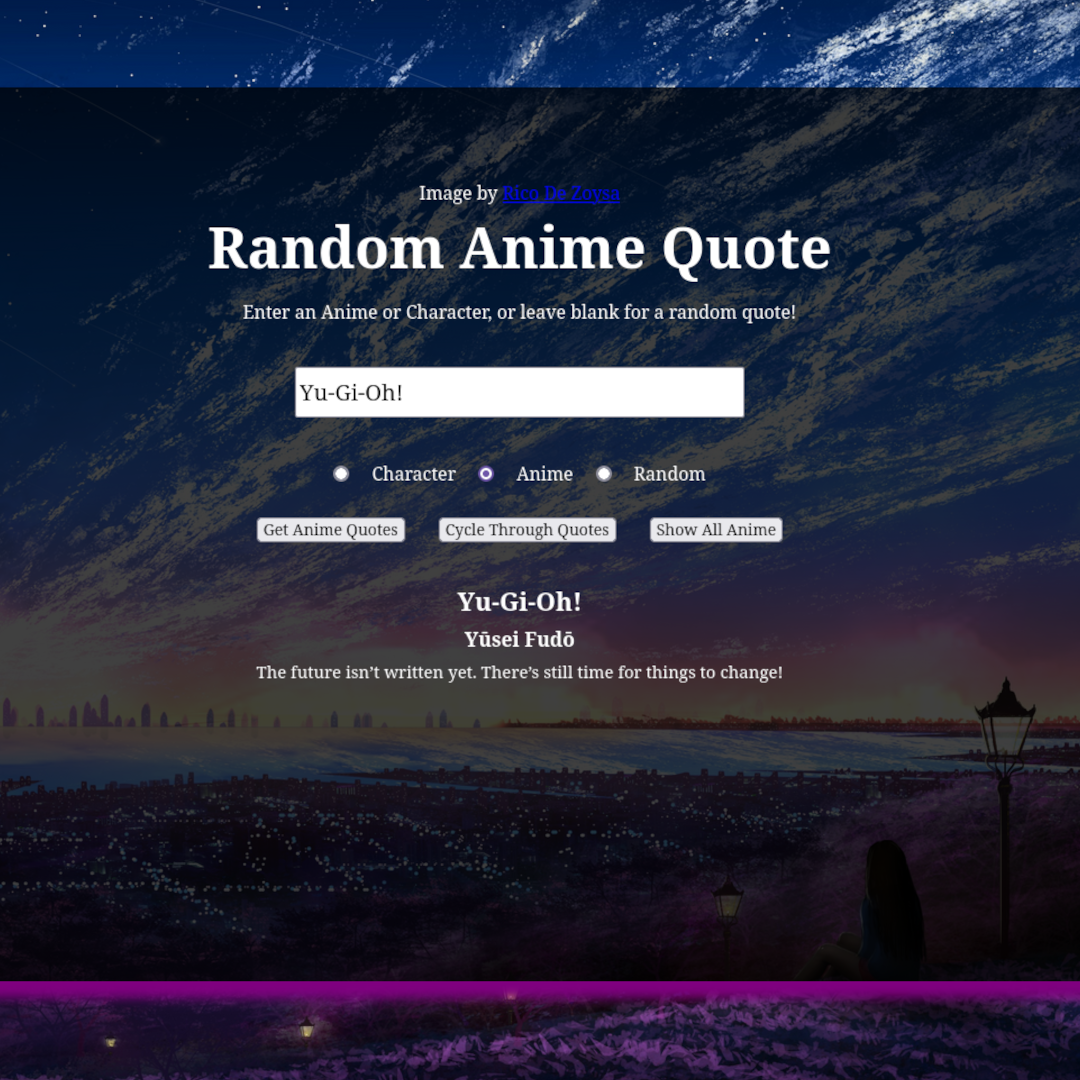 Image by Ricq De Zoysa
Random Anime Quote
Enter an Anime or Character, or leave blank for a random quote!
Yu-Gi-Oh!
Character Anime Random
Get Anime Quotes Cycle Through Quotes Show All Anime
Yu-Gi-Oh!
Yūsei Fudō
The future isn’t written yet. There’s still time for things to change!